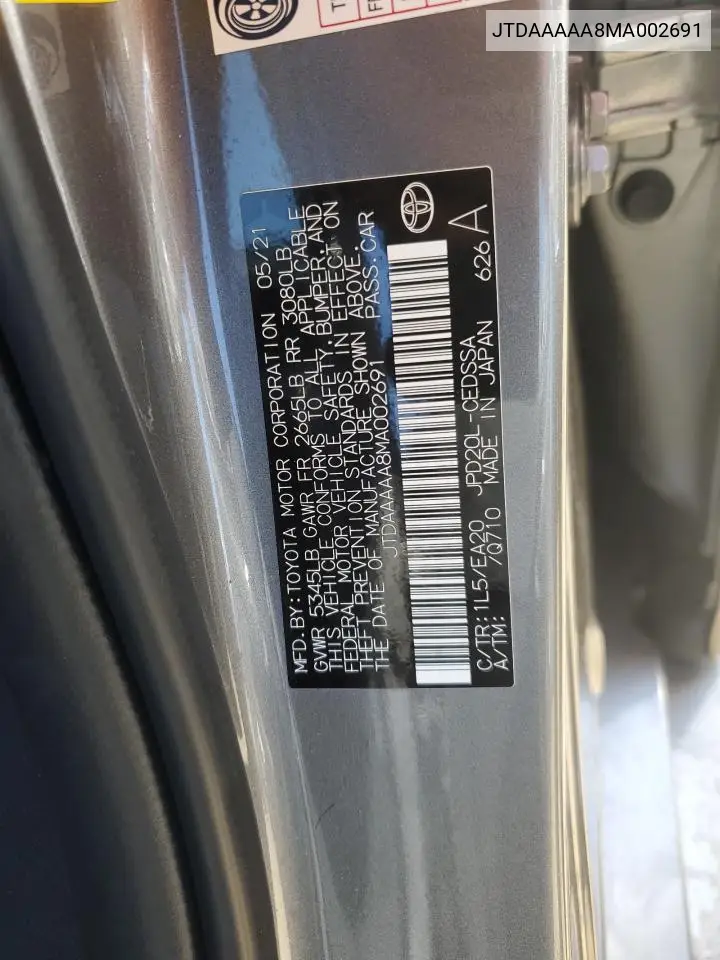 JTDAAAAA8MA002691
MFD.BY:TOYOTA MOTOR CORPORATION 05/21
GVWR 5345LB GAWR FR 2665LB RR 3080LB
THIS VEHICLE CONFORMS TO ALL APPLICABLE
FEDERAL MOTOR VEHICLE SAFETY,BUMPER,AND
THEFT PREVENTION STANDARDS IN EFFECT ON
THE DATE OF MANUFACTURE SHOWN ABOVE.
JTDAAAAA8MA002691 PASS.CAR
C/TR:1L5/EA20 JPD20L-CEDSSA
A/TM: /Q710 MADE IN JAPAN 626 A